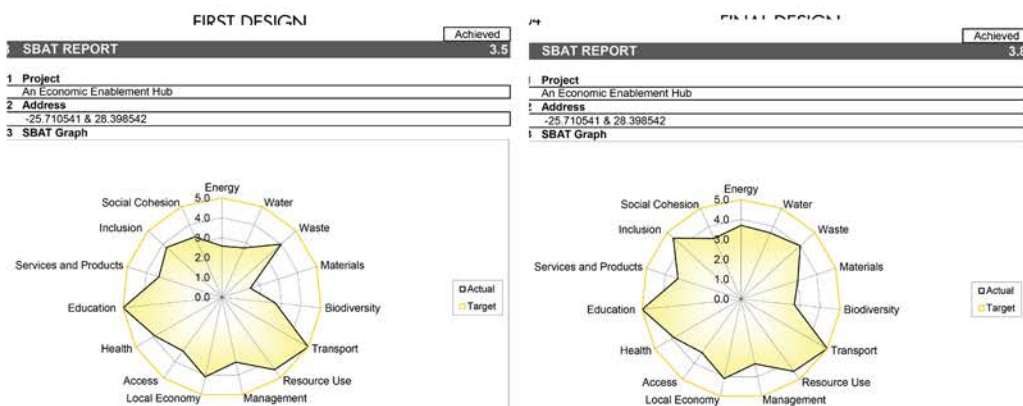 FIRST DESIGN
Achieved
SBAT REPORT 3.5
1 Project
An Economic Enablement Hub
2 Address
-25.710541 & 28.398542
3 SBAT Graph
Energy
5.0
4.0
3.0
2.0
1.0
0.0
Water
Waste
Materials
Biodiversity
Transport
Resource Use
Management
Local Economy
Access
Health
Education
Services and Products
Inclusion
Social Cohesion
Actual
Target
FINAL DESIGN
Achieved
SBAT REPORT 3.8
Project
An Economic Enablement Hub
Address
-25.710541 & 28.398542
SBAT Graph
Energy
5.0
4.0
3.0
2.0
1.0
0.0
Water
Waste
Materials
Biodiversity
Transport
Resource Use
Management
Local Economy
Access
Health
Education
Services and Products
Inclusion
Social Cohesion
Actual
Target